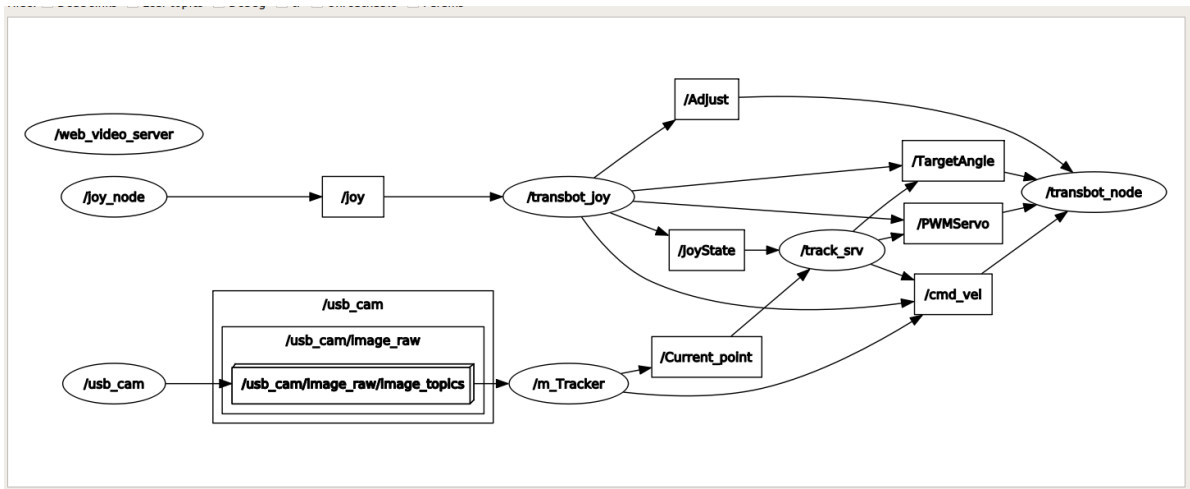 /Adjust
/web_video_server
/TargetAngle
/joy_node
/joy
/transbot_joy
/transbot_node
/PWMServo
/JoyState
/track_srv
/cmd_vel
/usb_cam
/usb_cam/image_raw
/Current_point
/usb_cam
/usb_cam/image_raw/image_topics
/m_Tracker